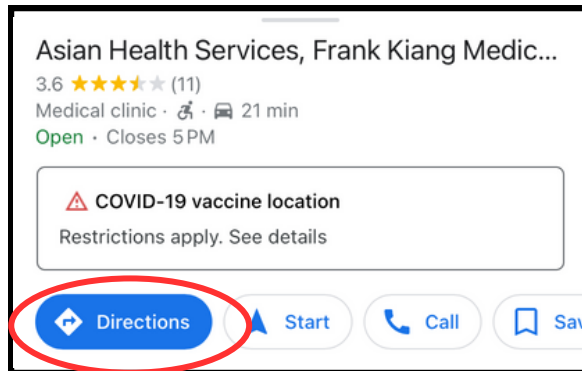 Asian Health Services, Frank Kiang Medic...
3.6 (11)
Medical clinic · · 21 min
Open · Closes 5 PM
COVID-19 vaccine location
Restrictions apply. See details
Directions Start Call Sav